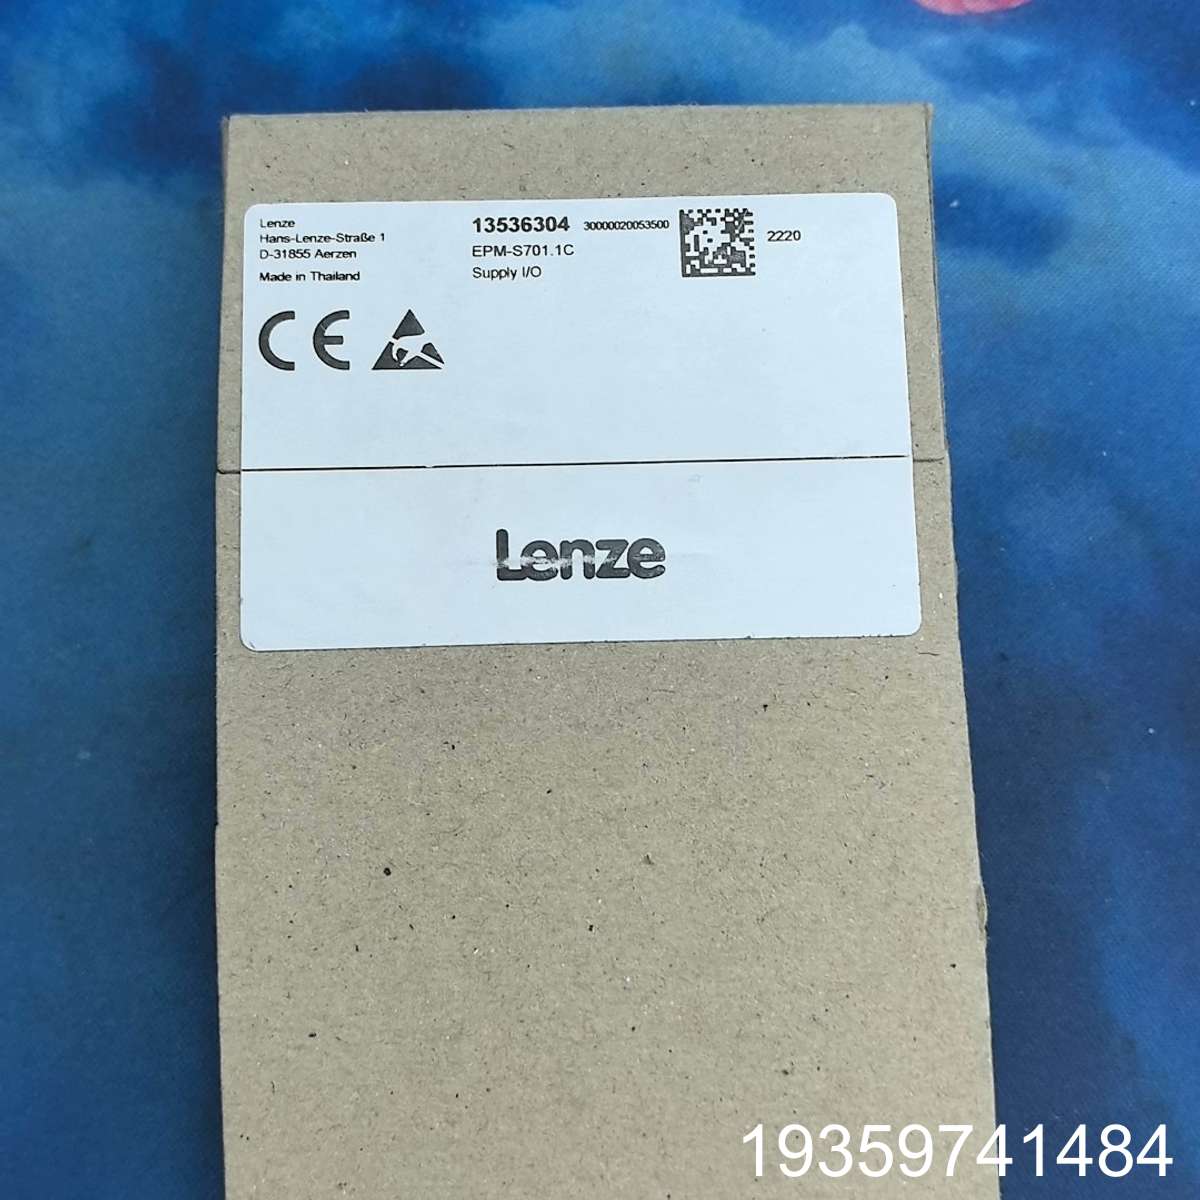 Lenze
Hans-Lenze-Straße 1
D-31855 Aerzen
Made in Thailand
13536304 30000020053500
EPM-S701.1C
Supply I/O
2220
CE
Lenze
19359741484